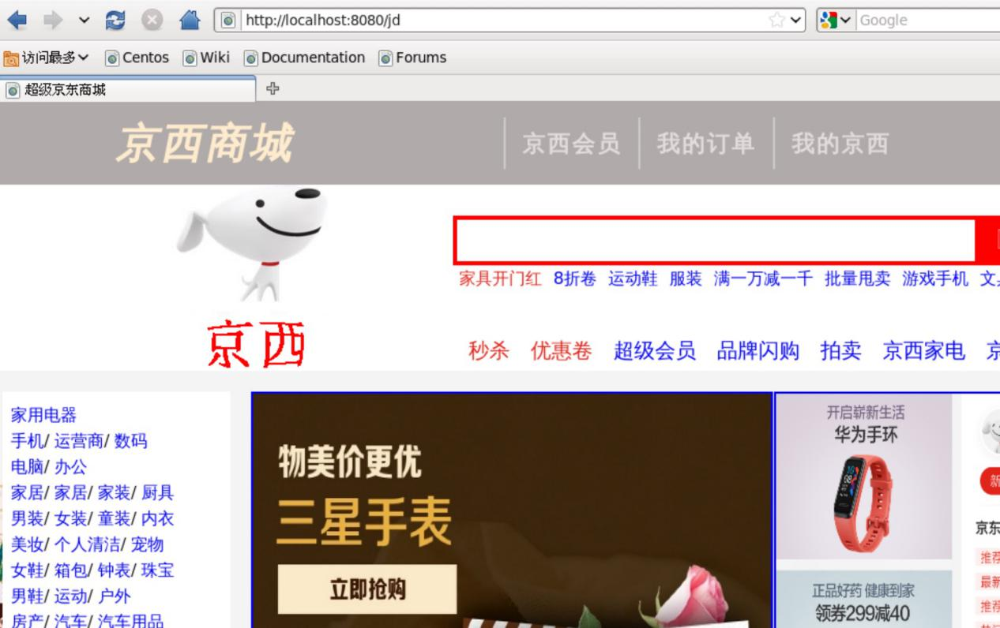 http://localhost:8080/jd
Google
访问最多 Centos Wiki Documentation Forums
超级京东商城
京西商城 京西会员 我的订单 我的京西
家具开门红 8折卷 运动鞋 服装 满一万减一千 批量甩卖 游戏手机
京西
秒杀 优惠卷 超级会员 品牌闪购 拍卖 京西家电
家用电器
手机/ 运营商/ 数码
电脑/ 办公
家居/ 家居/ 家装/ 厨具
男装/ 女装/ 童装/ 内衣
美妆/ 个人清洁/ 宠物
女鞋/ 箱包/ 钟表/ 珠宝
男鞋/ 运动/ 户外
房产/ 汽车/ 汽车用品
物美价更优
三星手表
立即抢购
开启崭新生活
华为手环
正品好药 健康到家
领券299减40
新
京东
推荐
最新
推荐